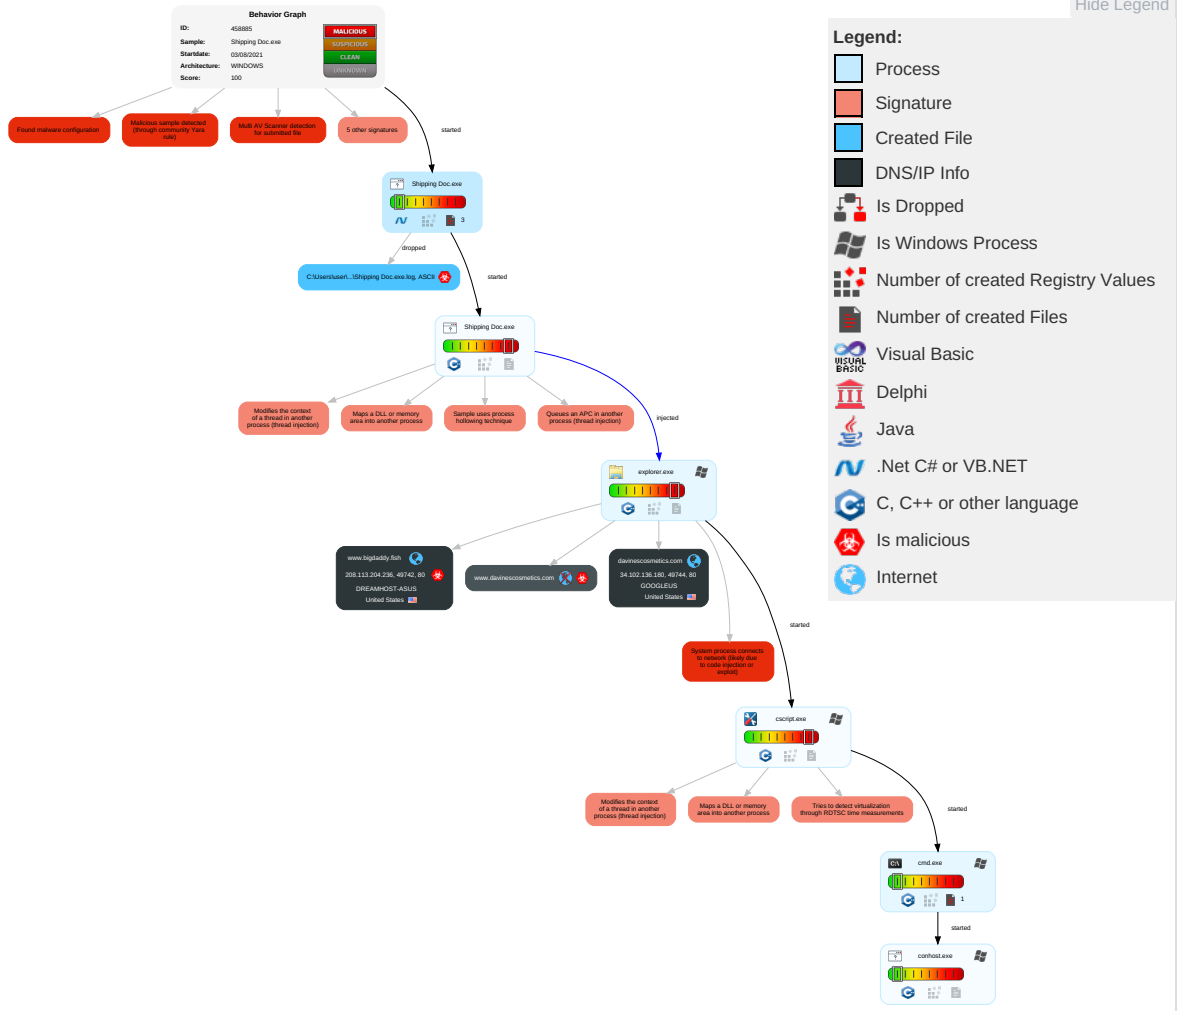 Hide Legend
Behavior Graph
ID: 458885
Sample: Shipping Doc.exe
Startdate: 03/08/2021
Architecture: WINDOWS
Score: 100
MALICIOUS
SUSPICIOUS
CLEAN
UNKNOWN
Legend:
Process
Signature
Created File
DNS/IP Info
Is Dropped
Is Windows Process
Number of created Registry Values
Number of created Files
VISUAL
BASIC
Visual Basic
Delphi
Java
.Net C# or VB.NET
C, C++ or other language
Is malicious
Internet
Found malware configuration
Malicious sample detected
(through community Yara
rule)
Multi AV Scanner detection
for submitted file
5 other signatures
started
Shipping Doc.exe
3
dropped
started
C:\Users\user\...\Shipping Doc.exe.log, ASCII
Shipping Doc.exe
injected
Modifies the context
of a thread in another
process (thread injection)
Maps a DLL or memory
area into another process
Sample uses process
hollowing technique
Queues an APC in another
process (thread injection)
explorer.exe
www.bigdaddy.fish
208.113.204.236, 49742, 80
DREAMHOST-ASUS
United States
www.davinescosmetics.com
davinescosmetics.com
34.102.136.180, 49744, 80
GOOGLEUS
United States
started
System process connects
to network (likely due
to code injection or
exploit)
cscript.exe
started
Modifies the context
of a thread in another
process (thread injection)
Maps a DLL or memory
area into another process
Tries to detect virtualization
through RDTSC time measurements
C:\
cmd.exe
1
started
conhost.exe